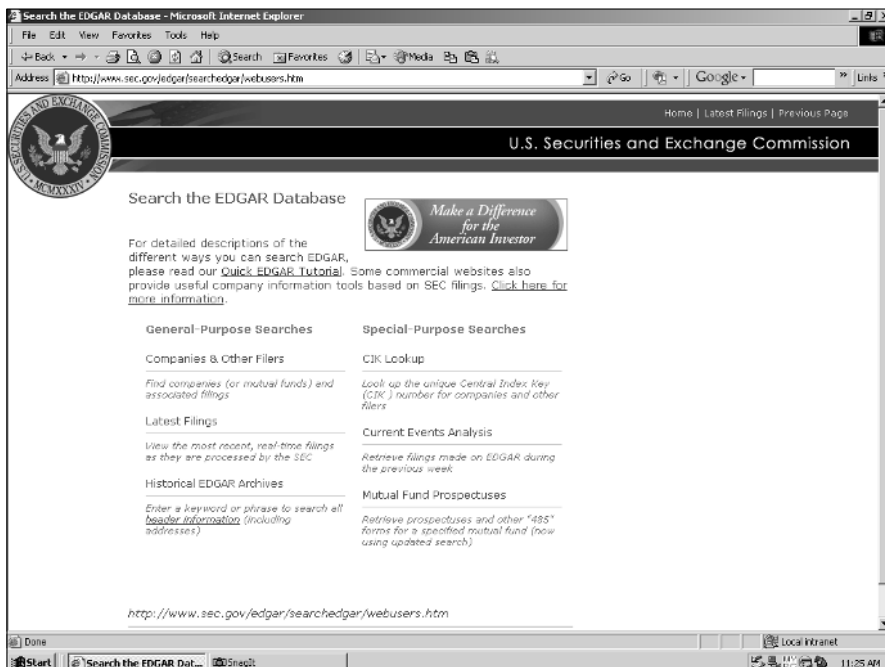 Search the EDGAR Database - Microsoft Internet Explorer
File Edit View Favorites Tools Help
Back Search Favorites Media
Address http://www.sec.gov/edgar/searchedgar/webusers.htm Go Google Links
Home | Latest Filings | Previous Page
U.S. SECURITIES AND EXCHANGE COMMISSION MCMXXXIV
U.S. Securities and Exchange Commission
Search the EDGAR Database
Make a Difference
for the
American Investor
For detailed descriptions of the
different ways you can search EDGAR,
please read our Quick EDGAR Tutorial. Some commercial websites also
provide useful company information tools based on SEC filings. Click here for
more information.
General-Purpose Searches
Companies & Other Filers
Find companies (or mutual funds) and
associated filings
Latest Filings
View the most recent, real-time filings
as they are processed by the SEC
Historical EDGAR Archives
Enter a keyword or phrase to search all
header information (including
addresses)
Special-Purpose Searches
CIK Lookup
Look up the unique Central Index Key
(CIK ) number for companies and other
filers
Current Events Analysis
Retrieve filings made on EDGAR during
the previous week
Mutual Fund Prospectuses
Retrieve prospectuses and other "485"
forms for a specified mutual fund (now
using updated search)
http://www.sec.gov/edgar/searchedgar/webusers.htm
Done Local intranet
Start Search the EDGAR Dat... SnagIt 11:25 AM